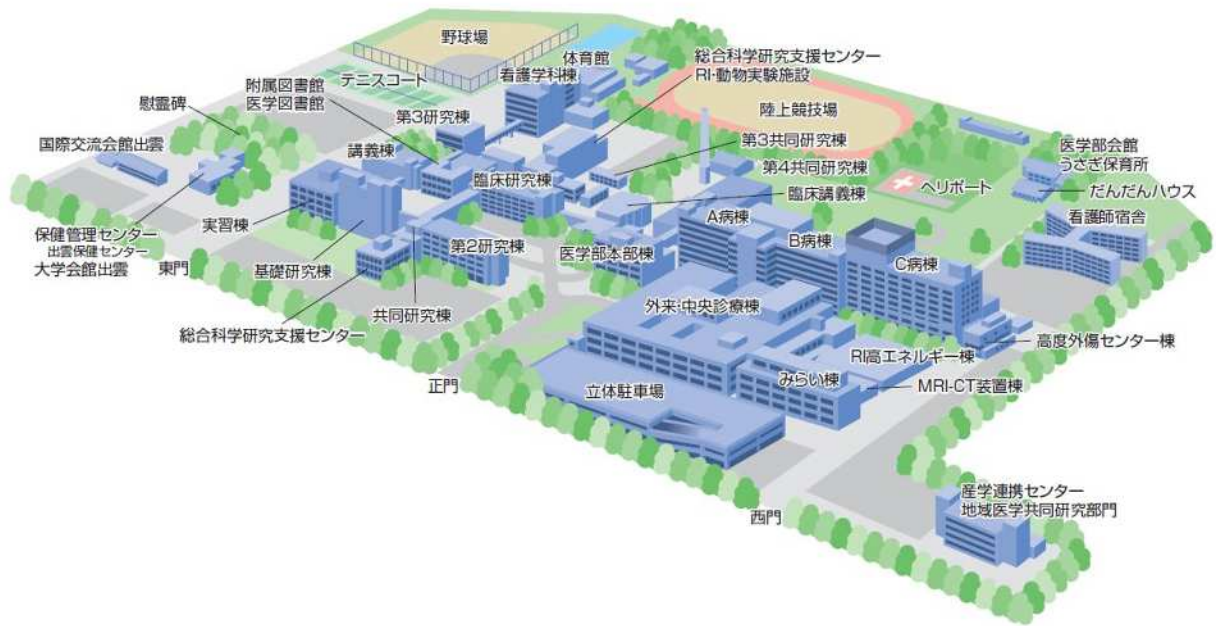 野球場
体育館
総合科学研究支援センター
RI・動物実験施設
附属図書館
医学図書館
テニスコート
看護学科棟
慰霊碑
第3研究棟
陸上競技場
国際交流会館出雲
講義棟
第3共同研究棟
医学部会館
うさぎ保育所
第4共同研究棟
臨床研究棟
ヘリポート
だんだんハウス
臨床講義棟
実習棟
A病棟
看護師宿舎
保健管理センター
出雲保健センター
大学会館出雲
東門
基礎研究棟
第2研究棟
医学部本部棟
B病棟
C病棟
外来・中央診療棟
共同研究棟
総合科学研究支援センター
高度外傷センター棟
RI高エネルギー棟
みらい棟
MRI-CT装置棟
正門
立体駐車場
産学連携センター
地域医学共同研究部門
西門